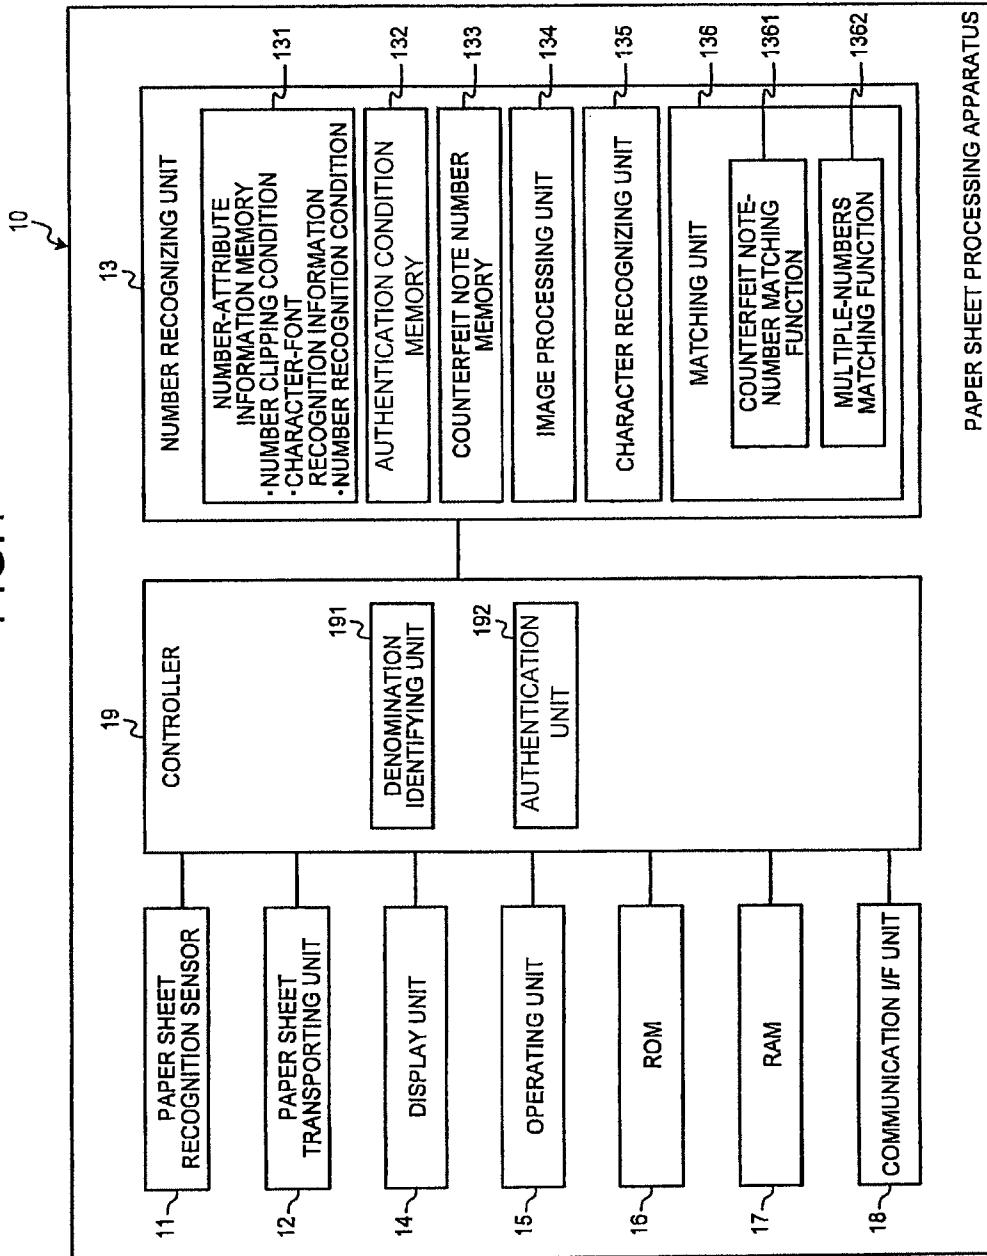 10
13
NUMBER RECOGNIZING UNIT
NUMBER-ATTRIBUTE
INFORMATION MEMORY
・NUMBER CLIPPING CONDITION
・CHARACTER-FONT
RECOGNITION INFORMATION
・NUMBER RECOGNITION CONDITION
131
AUTHENTICATION CONDITION
MEMORY
132
COUNTERFEIT NOTE NUMBER
MEMORY
133
IMAGE PROCESSING UNIT
134
CHARACTER RECOGNIZING UNIT
135
MATCHING UNIT
136
COUNTERFEIT NOTE-
NUMBER MATCHING
FUNCTION
1361
MULTIPLE-NUMBERS
MATCHING FUNCTION
1362
19
CONTROLLER
191
DENOMINATION
IDENTIFYING UNIT
192
AUTHENTICATION
UNIT
PAPER SHEET
RECOGNITION SENSOR
11
PAPER SHEET
TRANSPORTING UNIT
12
DISPLAY UNIT
14
OPERATING UNIT
15
ROM
16
RAM
17
COMMUNICATION I/F UNIT
18
PAPER SHEET PROCESSING APPARATUS